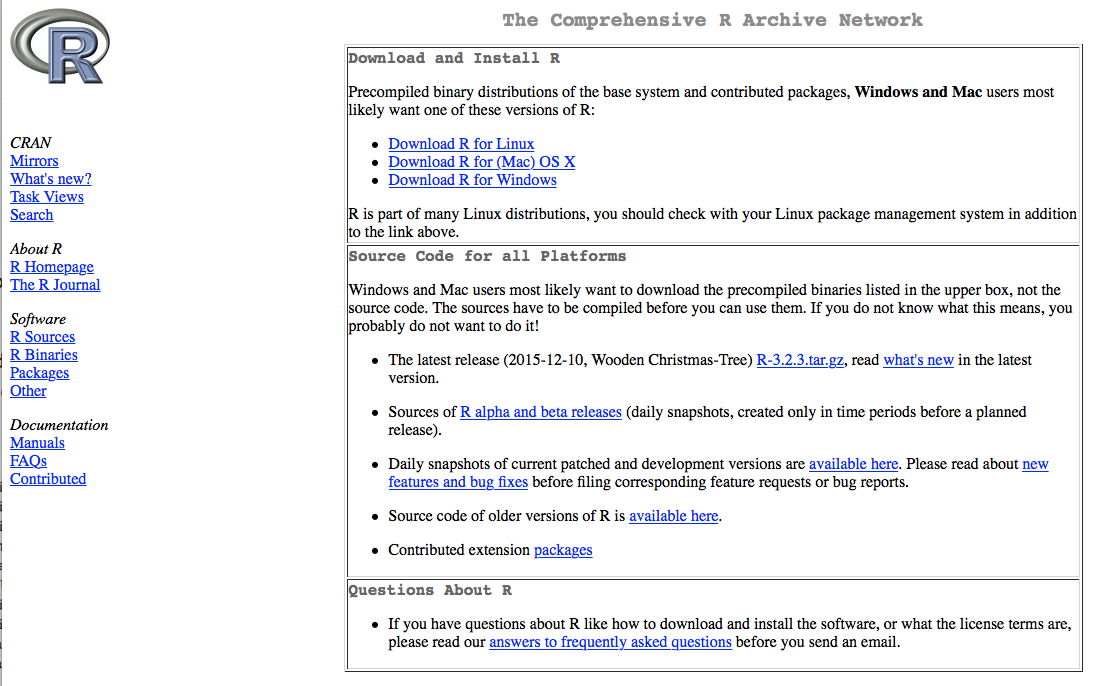 R
CRAN
Mirrors
What's new?
Task Views
Search
About R
R Homepage
The R Journal
Software
R Sources
R Binaries
Packages
Other
Documentation
Manuals
FAQs
Contributed
The Comprehensive R Archive Network
Download and Install R
Precompiled binary distributions of the base system and contributed packages, Windows and Mac users most
likely want one of these versions of R:
• Download R for Linux
• Download R for (Mac) OS X
• Download R for Windows
R is part of many Linux distributions, you should check with your Linux package management system in addition
to the link above.
Source Code for all Platforms
Windows and Mac users most likely want to download the precompiled binaries listed in the upper box, not the
source code. The sources have to be compiled before you can use them. If you do not know what this means, you
probably do not want to do it!
• The latest release (2015-12-10, Wooden Christmas-Tree) R-3.2.3.tar.gz, read what's new in the latest
version.
• Sources of R alpha and beta releases (daily snapshots, created only in time periods before a planned
release).
• Daily snapshots of current patched and development versions are available here. Please read about new
features and bug fixes before filing corresponding feature requests or bug reports.
• Source code of older versions of R is available here.
• Contributed extension packages
Questions About R
• If you have questions about R like how to download and install the software, or what the license terms are,
please read our answers to frequently asked questions before you send an email.